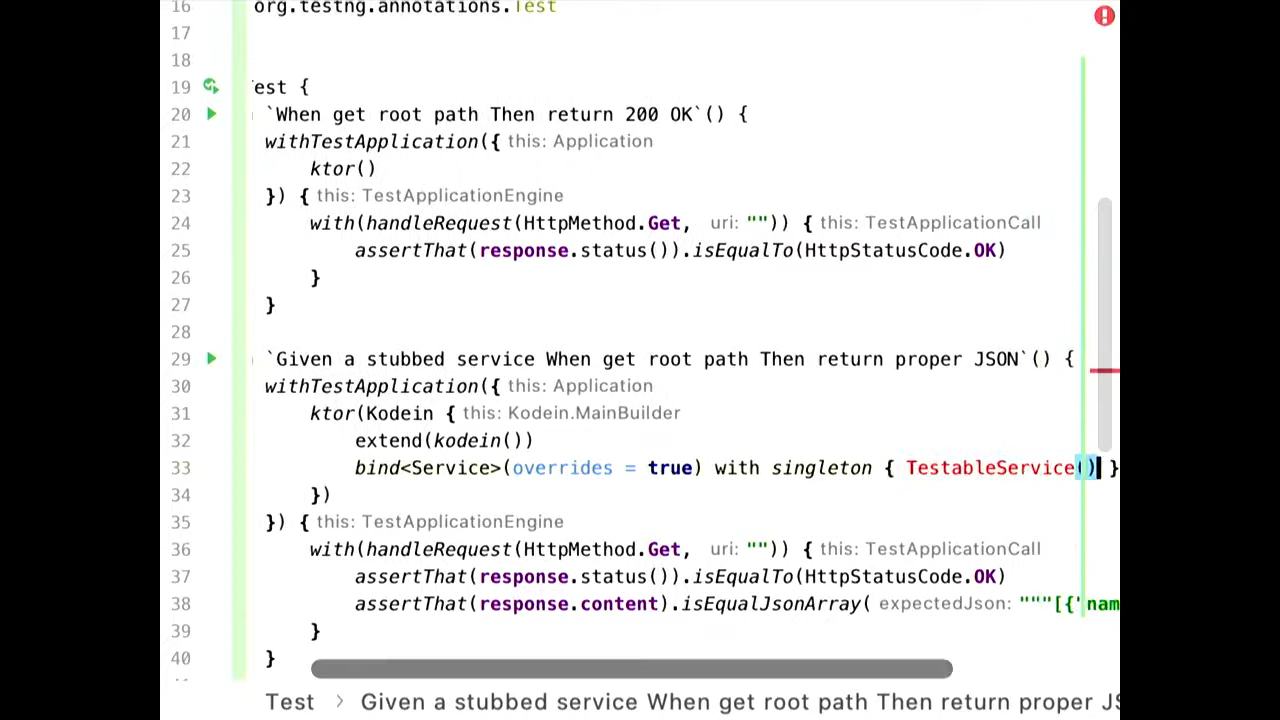 16 org.testng.annotations.Test
17
18
19 est {
20 `When get root path Then return 200 OK`() {
21 withTestApplication({ this: Application
22 ktor()
23 }) { this: TestApplicationEngine
24 with(handleRequest(HttpMethod.Get, uri: "")) { this: TestApplicationCall
25 assertThat(response.status()).isEqualTo(HttpStatusCode.OK)
26 }
27 }
28
29 `Given a stubbed service When get root path Then return proper JSON`() {
30 withTestApplication({ this: Application
31 ktor(Kodein { this: Kodein.MainBuilder
32 extend(kodein())
33 bind<Service>(overrides = true) with singleton { TestableService() }
34 })
35 }) { this: TestApplicationEngine
36 with(handleRequest(HttpMethod.Get, uri: "")) { this: TestApplicationCall
37 assertThat(response.status()).isEqualTo(HttpStatusCode.OK)
38 assertThat(response.content).isEqualJsonArray( expectedJson: """[{"nam
39 }
40 }
Test > Given a stubbed service When get root path Then return proper JS